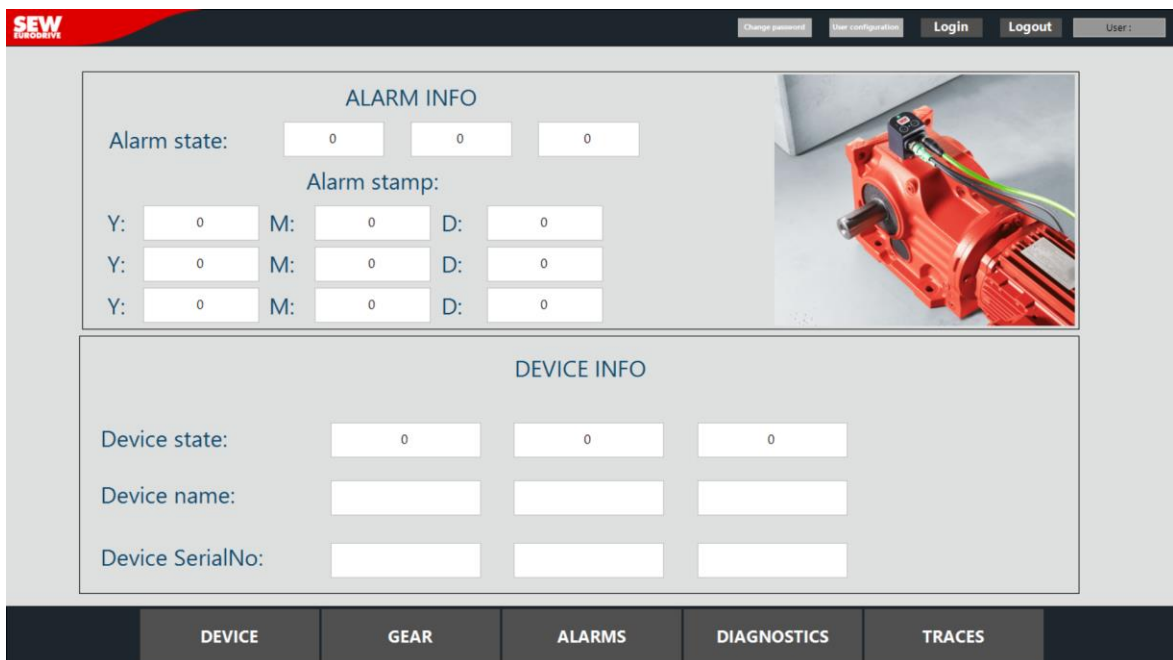 SEW
EURODRIVE
Change password User configuration Login Logout User :
ALARM INFO
Alarm state: 0 0 0
Alarm stamp:
Y: 0 M: 0 D: 0
Y: 0 M: 0 D: 0
Y: 0 M: 0 D: 0
DEVICE INFO
Device state: 0 0 0
Device name:
Device SerialNo:
DEVICE GEAR ALARMS DIAGNOSTICS TRACES